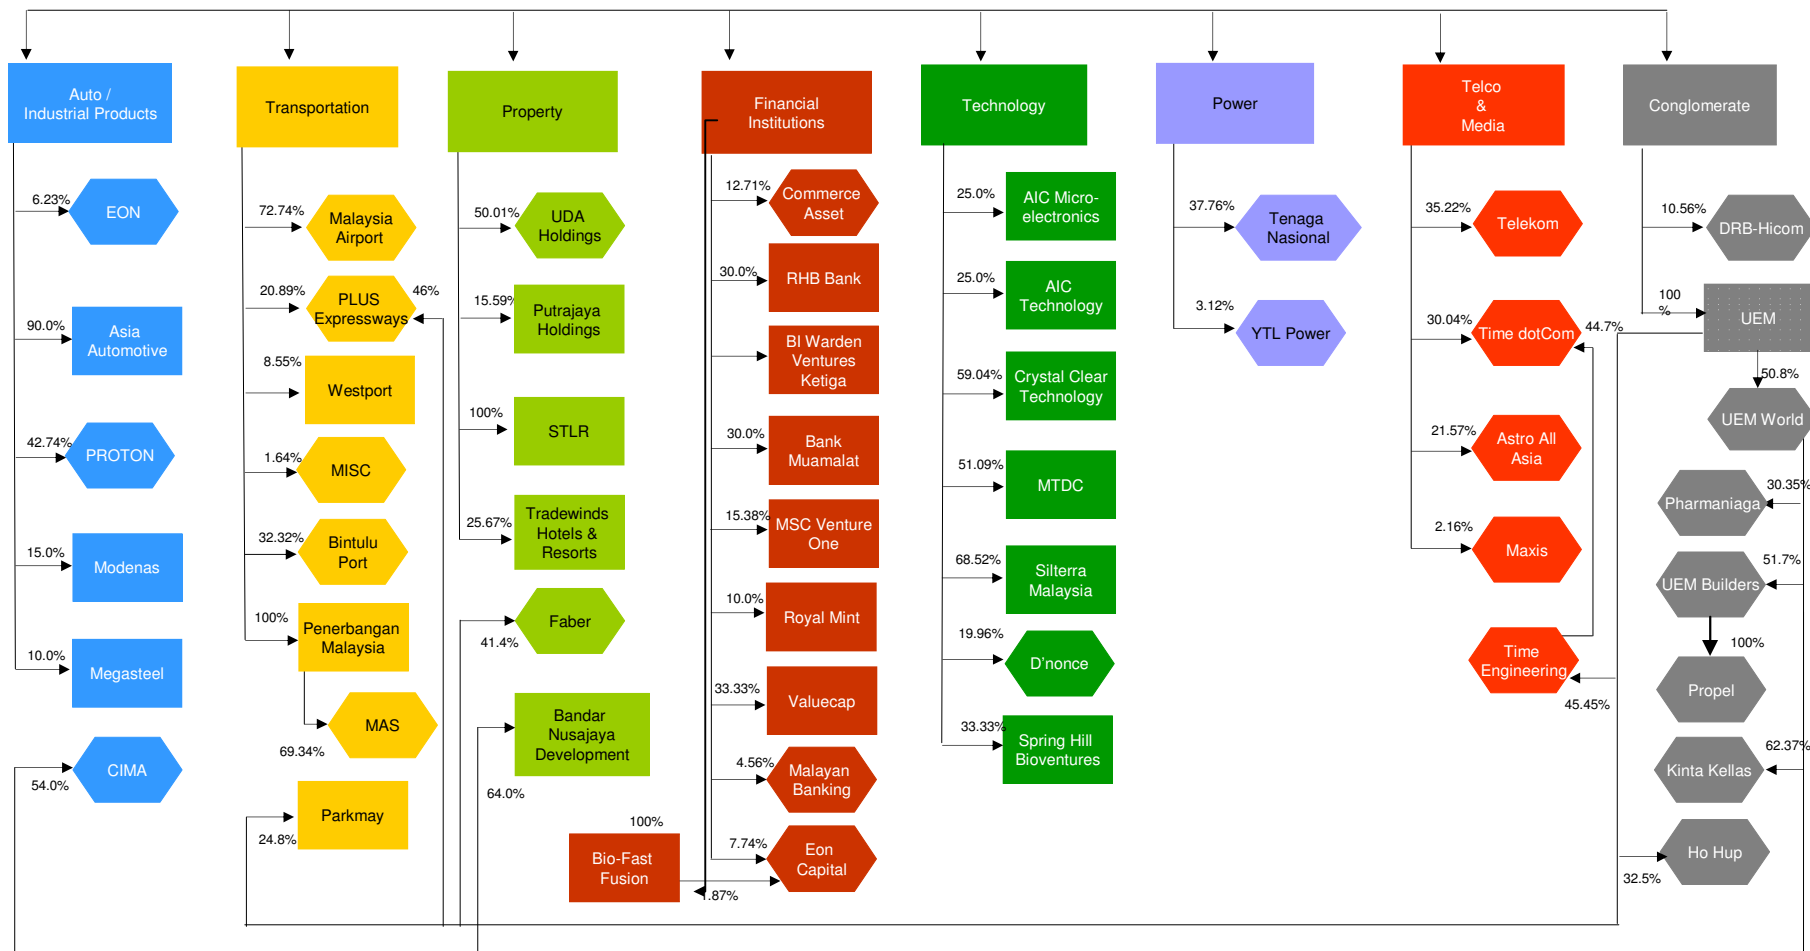 Auto /
Industrial Products
Transportation
Property
Financial
Institutions
Technology
Power
Telco
&
Media
Conglomerate
6.23%
EON
90.0%
Asia
Automotive
42.74%
PROTON
15.0%
Modenas
10.0%
Megasteel
CIMA
54.0%
72.74%
Malaysia
Airport
20.89%
PLUS
Expressways
46%
8.55%
Westport
1.64%
MISC
32.32%
Bintulu
Port
100%
Penerbangan
Malaysia
MAS
69.34%
Parkmay
24.8%
50.01%
UDA
Holdings
15.59%
Putrajaya
Holdings
100%
STLR
25.67%
Tradewinds
Hotels &
Resorts
Faber
41.4%
Bandar
Nusajaya
Development
64.0%
12.71%
Commerce
Asset
30.0%
RHB Bank
BI Warden
Ventures
Ketiga
30.0%
Bank
Muamalat
15.38%
MSC Venture
One
10.0%
Royal Mint
33.33%
Valuecap
4.56%
Malayan
Banking
100%
Bio-Fast
Fusion
7.74%
Eon
Capital
1.87%
25.0%
AIC Micro-
electronics
25.0%
AIC
Technology
59.04%
Crystal Clear
Technology
51.09%
MTDC
68.52%
Silterra
Malaysia
19.96%
D'nonce
33.33%
Spring Hill
Bioventures
37.76%
Tenaga
Nasional
3.12%
YTL Power
35.22%
Telekom
30.04%
Time dotCom
44.7%
21.57%
Astro All
Asia
2.16%
Maxis
Time
Engineering
45.45%
10.56%
DRB-Hicom
100
%
UEM
50.8%
UEM World
Pharmaniaga
30.35%
UEM Builders
51.7%
100%
Propel
62.37%
Kinta Kellas
Ho Hup
32.5%